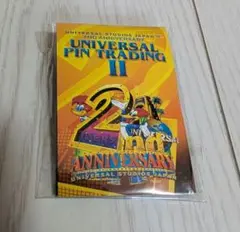 UNIVERSAL STUDIOS JAPAN
2ND ANNIVERSARY
UNIVERSAL
PIN TRADING
II
2
ANNIVERSARY
UNIVERSAL STUDIOS JAPAN